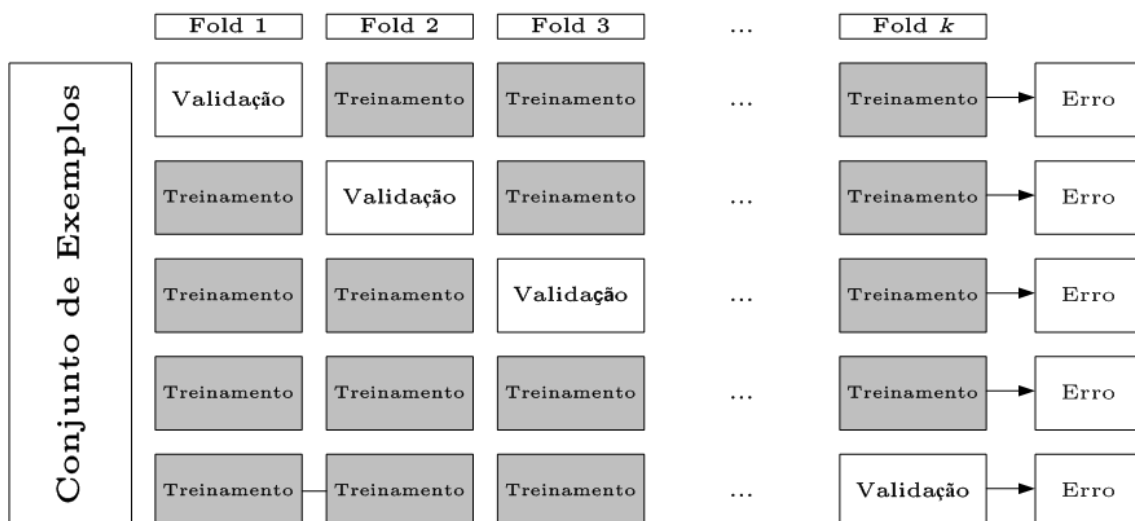 Fold 1 Fold 2 Fold 3 ... Fold k
Conjunto de Exemplos
Validação Treinamento Treinamento ... Treinamento Erro
Treinamento Validação Treinamento ... Treinamento Erro
Treinamento Treinamento Validação ... Treinamento Erro
Treinamento Treinamento Treinamento ... Treinamento Erro
Treinamento Treinamento Treinamento ... Validação Erro